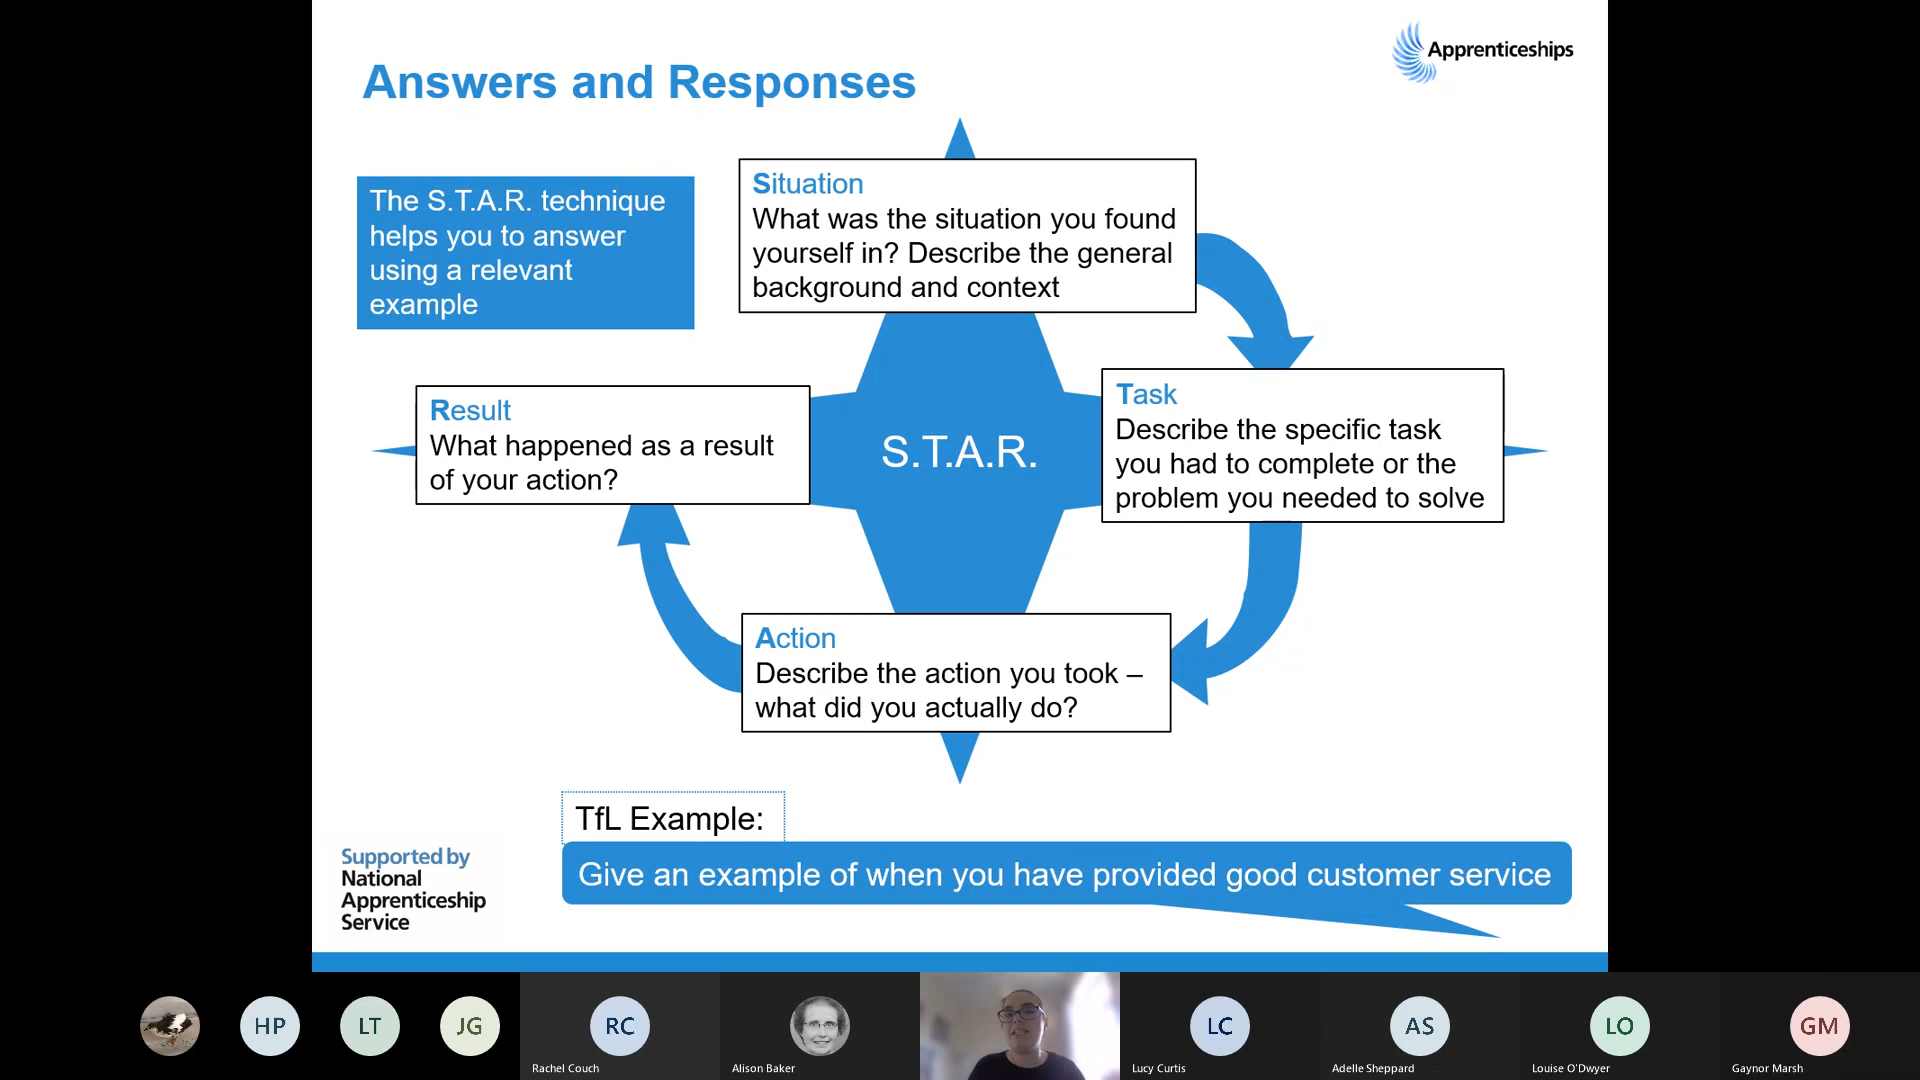 Apprenticeships
Answers and Responses
The S.T.A.R. technique
helps you to answer
using a relevant
example
Situation
What was the situation you found
yourself in? Describe the general
background and context
Task
Describe the specific task
you had to complete or the
problem you needed to solve
S.T.A.R.
Result
What happened as a result
of your action?
Action
Describe the action you took –
what did you actually do?
TfL Example:
Give an example of when you have provided good customer service
Supported by
National
Apprenticeship
Service
HP
LT
JG
RC
Rachel Couch
Alison Baker
LC
Lucy Curtis
AS
Adelle Sheppard
LO
Louise O'Dwyer
GM
Gaynor Marsh